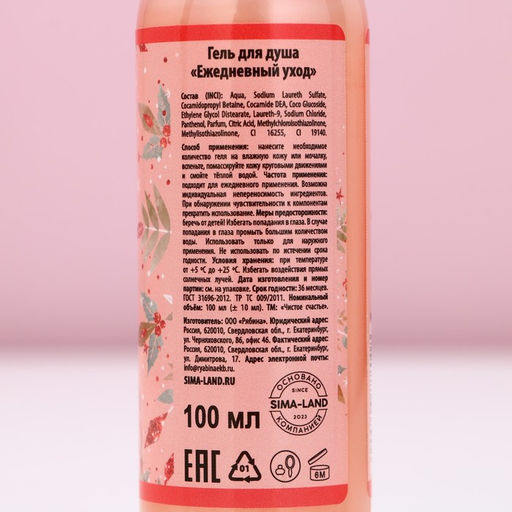 Гель для душа
«Ежедневный уход»
Состав (INCI): Aqua, Sodium Laureth Sulfate,
Cocamidopropyl Betaine, Cocamide DEA, Coco Glucoside,
Ethylene Glycol Distearate, Laureth-9, Sodium Chloride,
Panthenol, Parfum, Citric Acid, Methylchloroisothiazolinone,
Methylisothiazolinone, CI 16255, CI 19140.
Способ применения: нанесите необходимое
количество геля на влажную кожу или мочалку,
вспеньте, помассируйте кожу круговыми движениями
и смойте тёплой водой. Частота применения:
подходит для ежедневного применения. Возможна
индивидуальная непереносимость ингредиентов.
При обнаружении чувствительности к компонентам
прекратить использование. Меры предосторожности:
беречь от детей! Избегать попадания в глаза. В случае
попадания в глаза промыть большим количеством
воды. Использовать только для наружного
применения. Не использовать по истечении срока
годности. Условия хранения: при температуре
от +5 ºС до +25 ºС. Избегать воздействия прямых
солнечных лучей. Дата изготовления и номер
партии: см. на упаковке. Срок годности: 36 месяцев.
ГОСТ 31696-2012. ТР ТС 009/2011. Номинальный
объём: 100 мл (± 10 мл). ТМ: «Чистое счастье».
Изготовитель: ООО «Рябина». Юридический адрес:
Россия, 620010, Свердловская обл., г. Екатеринбург,
ул. Черняховского, 86, офис 46. Фактический адрес:
Россия, 620050, Свердловская обл., г. Екатеринбург,
ул. Димитрова, 17. Адрес электронной почты:
info@ryabinaekb.ru
SIMA-LAND.RU
100 мл
ОСНОВАНО
SINCE
SIMA-LAND
2023
КОМПАНИЕЙ
EAC
01
6M